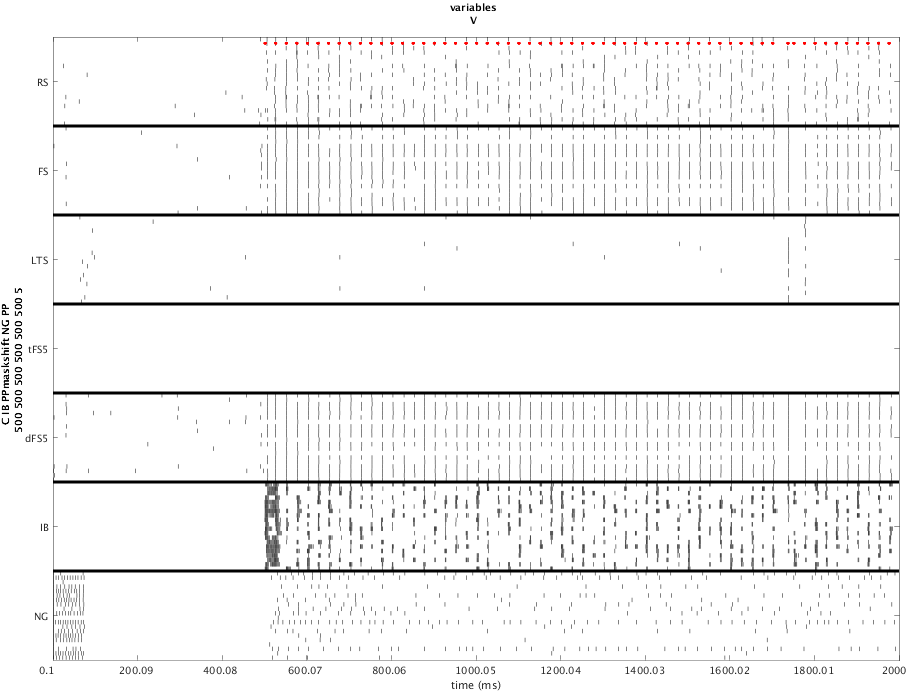 variables
V
RS
FS
LTS
tFS5
dFS5
IB
NG
C IB PPmaskshift NG PP
500 500 500 500 500 500 5
0.1 200.09 400.08 600.07 800.06 1000.05 1200.04 1400.03 1600.02 1800.01 2000
time (ms)